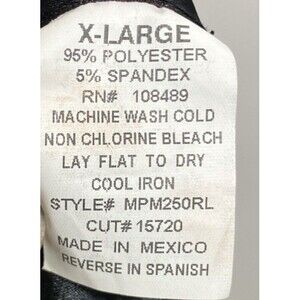 X-LARGE
95% POLYESTER
5% SPANDEX
RN# 108489
MACHINE WASH COLD
NON CHLORINE BLEACH
LAY FLAT TO DRY
COOL IRON
STYLE# MPM250RL
CUT# 15720
MADE IN MEXICO
REVERSE IN SPANISH